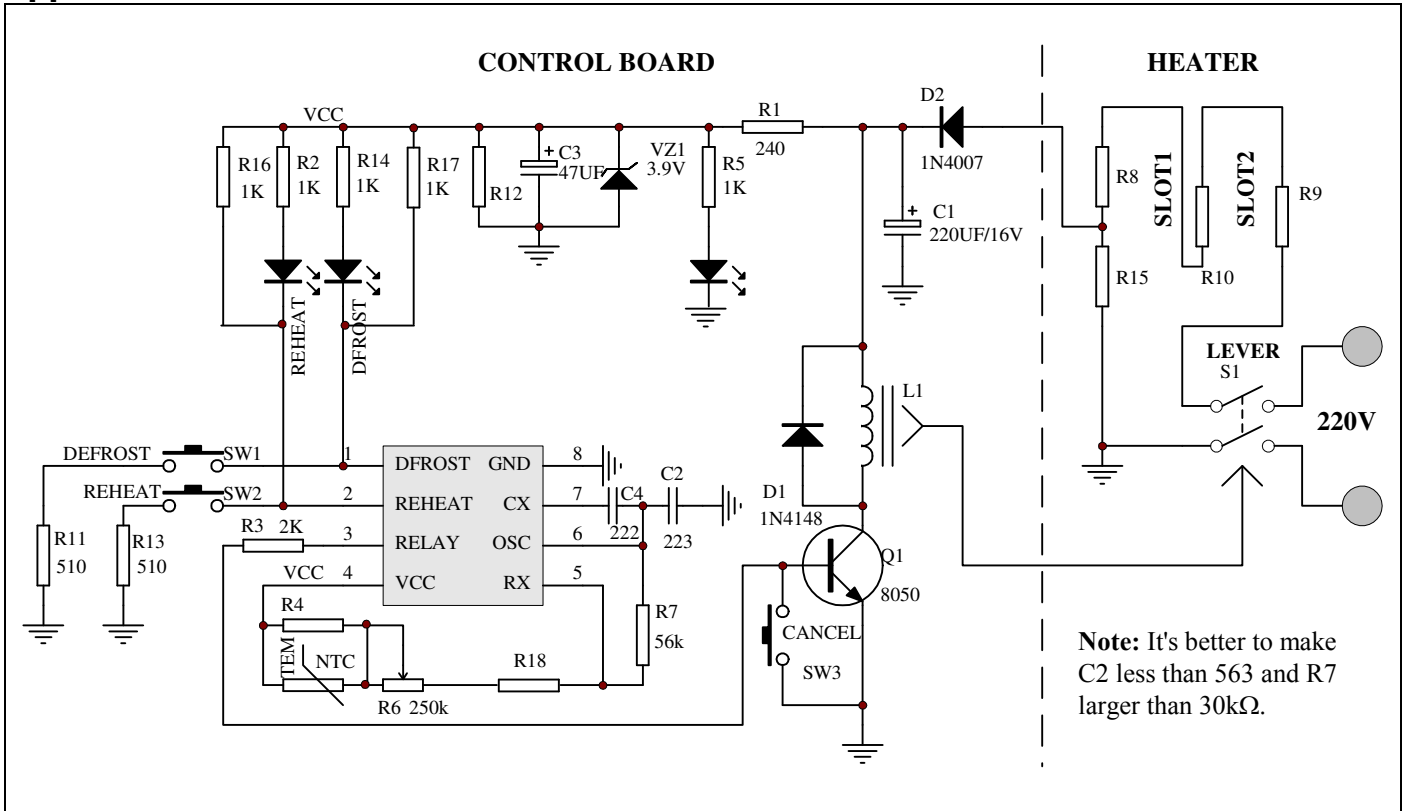 CONTROL BOARD
HEATER
VCC
R16
1K
R2
1K
R14
1K
R17
1K
R12
C3
47UF
VZ1
3.9V
R5
1K
R1
240
D2
1N4007
C1
220UF/16V
R8
SLOT1
SLOT2
R9
R10
R15
REHEAT
DFROST
LEVER
S1
220V
L1
DEFROST
SW1
1
DFROST
GND
8
C2
REHEAT
SW2
2
REHEAT
CX
7
C4
222
223
R3 2K
3
RELAY
OSC
6
R11
510
R13
510
VCC
4
VCC
RX
5
D1
1N4148
Q1
8050
R4
TEM
NTC
R6 250k
R18
R7
56k
CANCEL
SW3
Note: It's better to make
C2 less than 563 and R7
larger than 30kΩ.